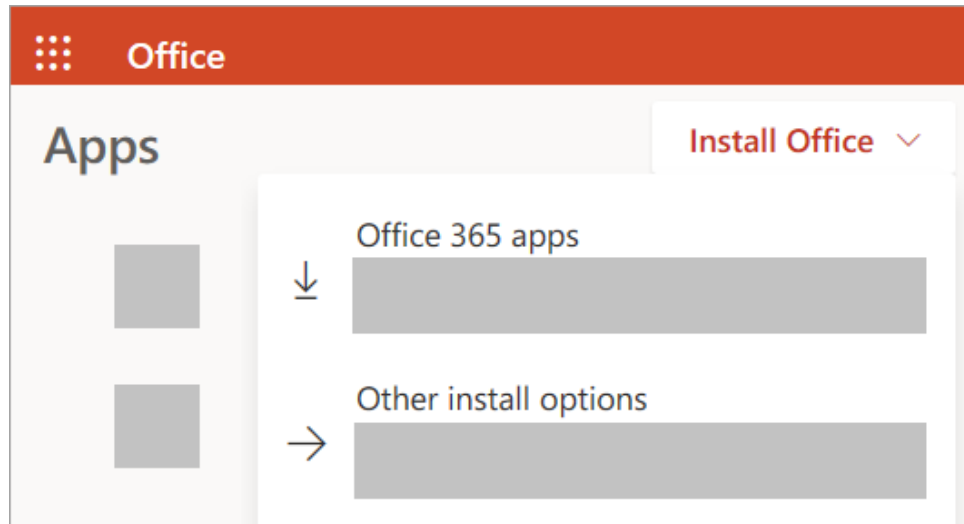 Office
Apps
Install Office
Office 365 apps
Other install options